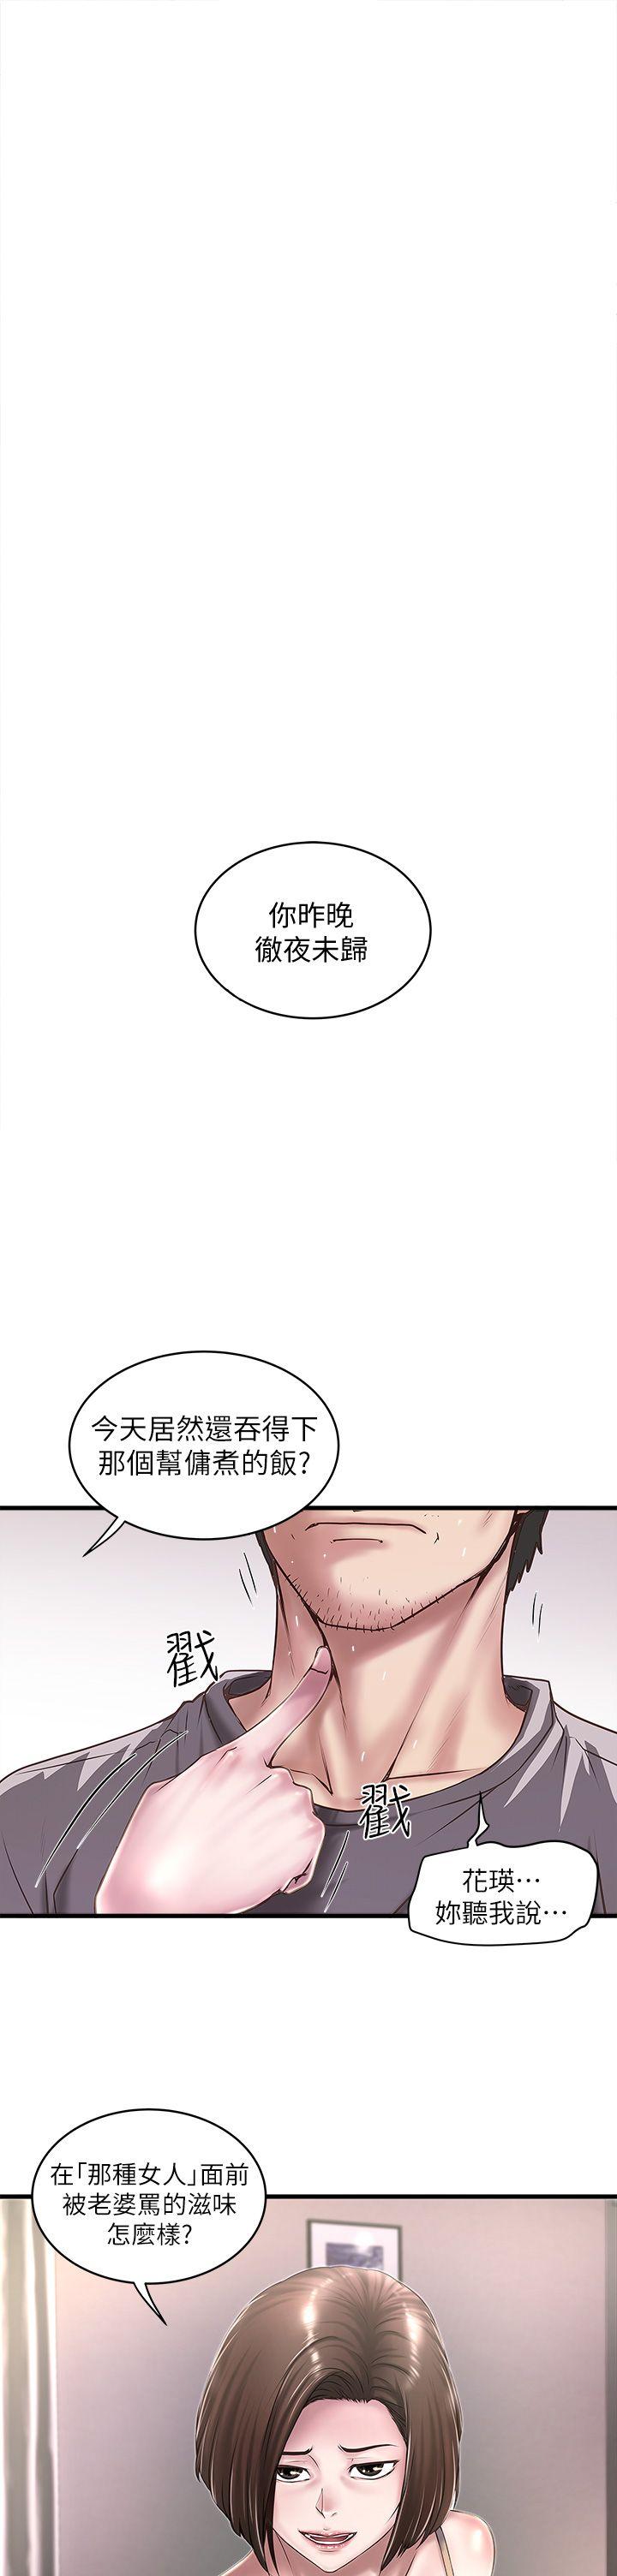 你昨晚
徹夜未歸
今天居然還吞得下
那個幫傭煮的飯?
戳
戳
花瑛⋯
妳聽我說⋯
在「那種女人」面前
被老婆罵的滋味
怎麼樣?